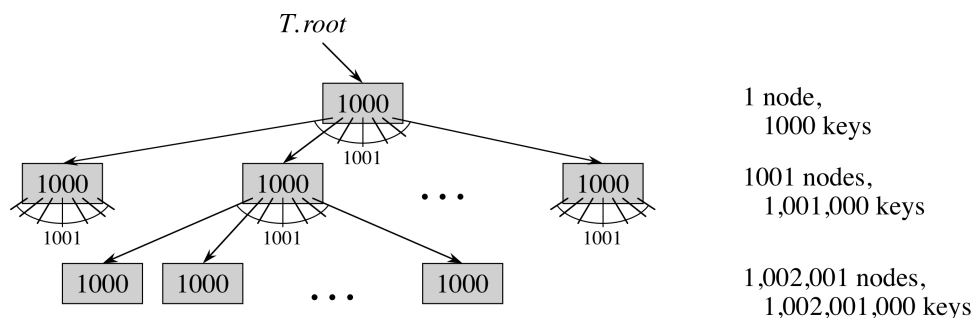 T.root
1000
1 node,
1000 keys
1001
1000 1000 ... 1000
1001 nodes,
1,001,000 keys
1001 1001 1001
1000 1000 ... 1000
1,002,001 nodes,
1,002,001,000 keys